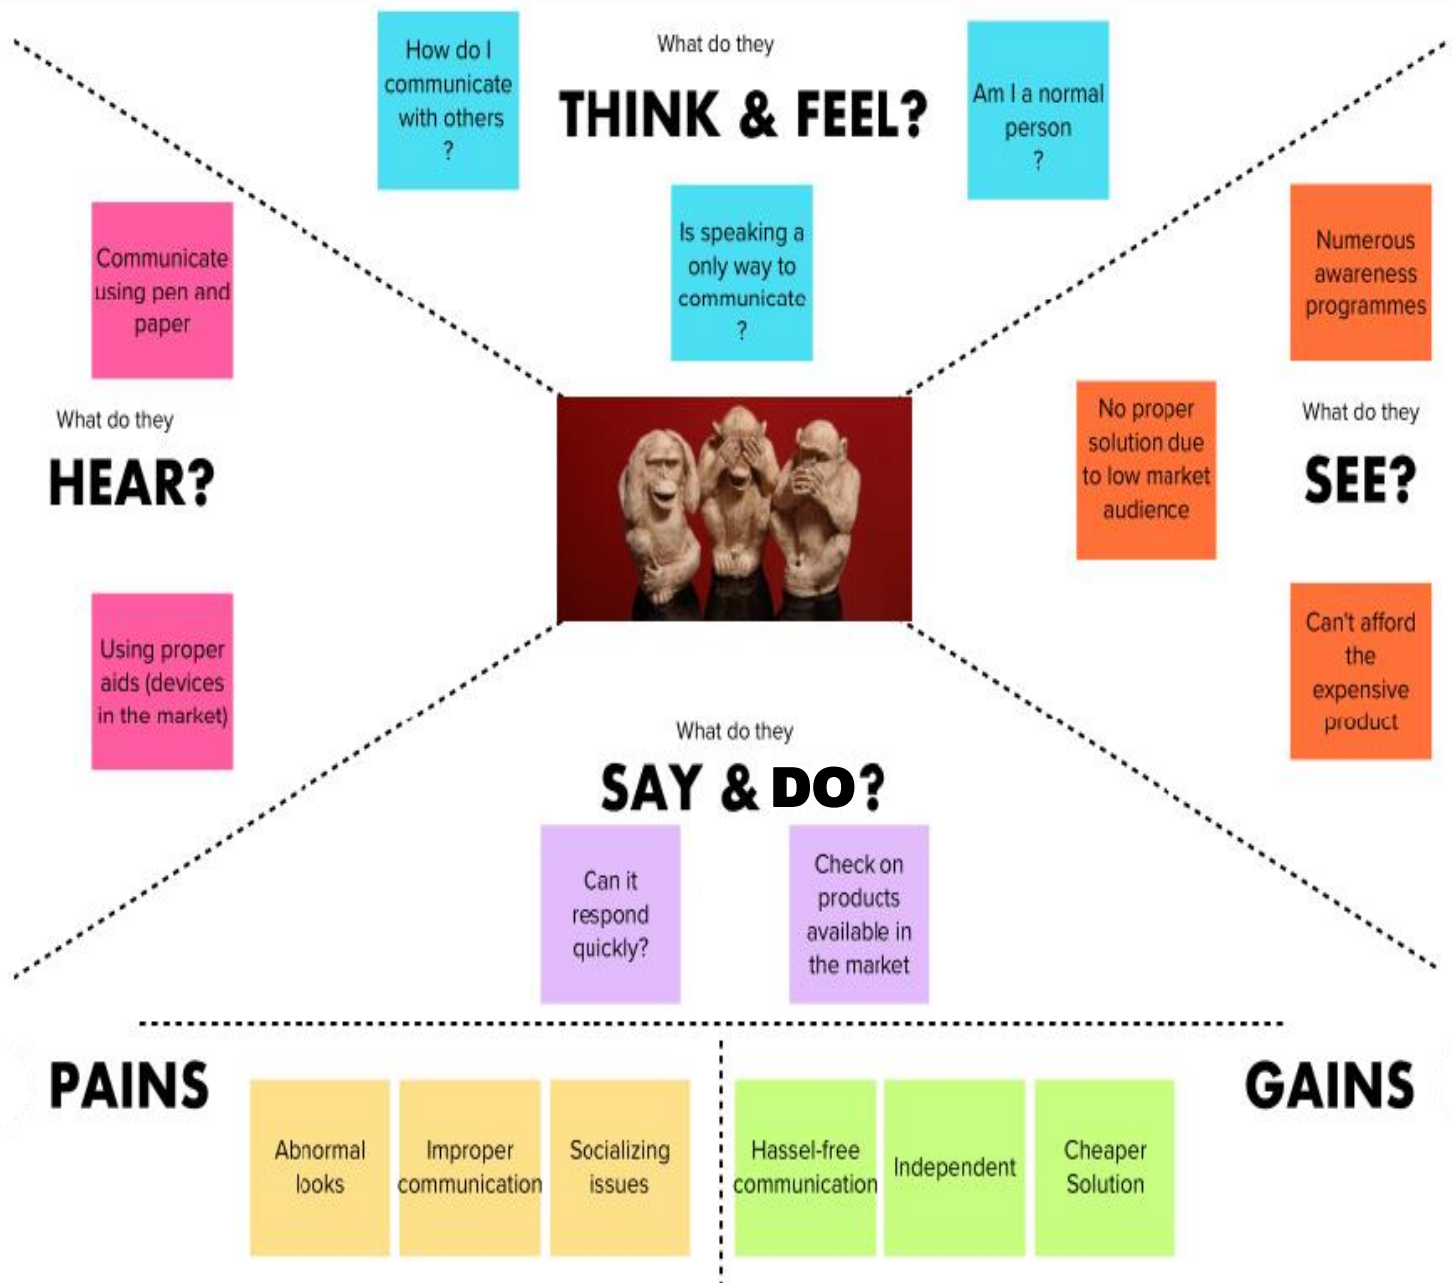 What do they
THINK & FEEL?
How do I
communicate
with others
?
Is speaking a
only way to
communicate
?
Am I a normal
person
?
Communicate
using pen and
paper
What do they
HEAR?
Using proper
aids (devices
in the market)
Numerous
awareness
programmes
No proper
solution due
to low market
audience
What do they
SEE?
Can't afford
the
expensive
product
What do they
SAY & DO?
Can it
respond
quickly?
Check on
products
available in
the market
PAINS
Abnormal
looks
Improper
communication
Socializing
issues
GAINS
Hassel-free
communication
Independent
Cheaper
Solution